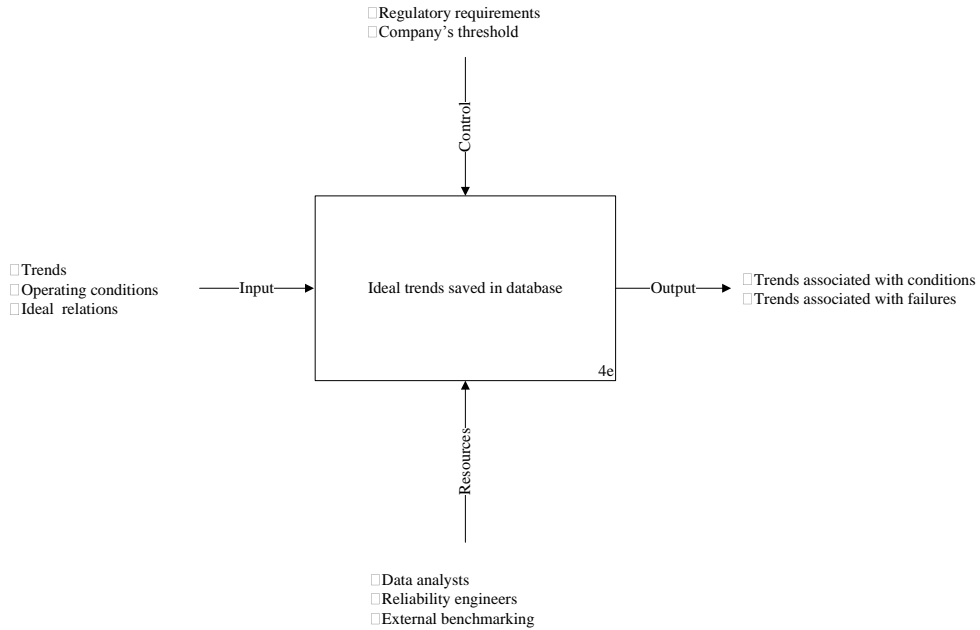 Regulatory requirements
Company's threshold
Control
Trends
Operating conditions
Ideal  relations
Input
Ideal trends saved in database
4e
Output
Trends associated with conditions
Trends associated with failures
Resources
Data analysts
Reliability engineers
External benchmarking